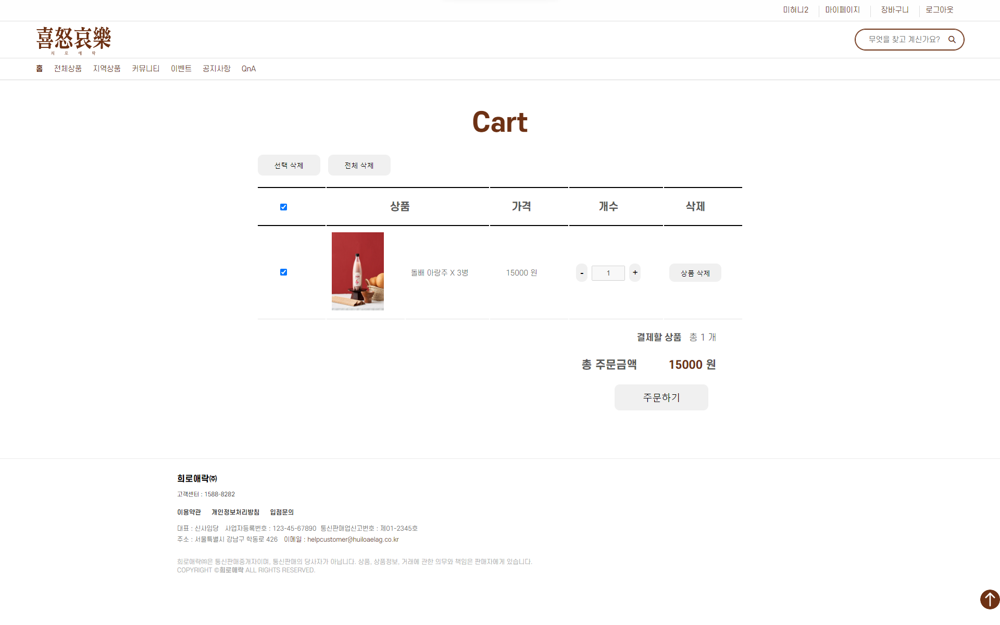 미혀니2 마이페이지 장바구니 로그아웃
喜怒哀樂
희 로 애 락
무엇을 찾고 계신가요?
홈 전체상품 지역상품 커뮤니티 이벤트 공지사항 QnA
Cart
선택 삭제 전체 삭제
상품 가격 개수 삭제
돌배 아랑주 X 3병 15000 원 - 1 + 상품 삭제
결제할 상품 총 1 개
총 주문금액 15000 원
주문하기
희로애락㈜
고객센터 : 1588-8282
이용약관 개인정보처리방침 입점문의
대표 : 신사임당 사업자등록번호 : 123-45-67890 통신판매업신고번호 : 제01-2345호
주소 : 서울특별시 강남구 학동로 426 이메일 : helpcustomer@huiloaelag.co.kr
희로애락㈜은 통신판매중개자이며, 통신판매의 당사자가 아닙니다. 상품, 상품정보, 거래에 관한 의무와 책임은 판매자에게 있습니다.
COPYRIGHT ©희로애락 ALL RIGHTS RESERVED.